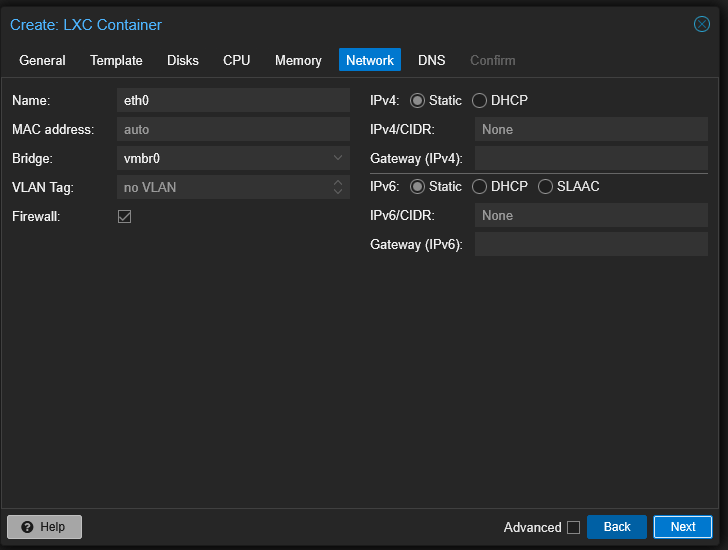 Create: LXC Container
General Template Disks CPU Memory Network DNS Confirm
Name: eth0
MAC address: auto
Bridge: vmbr0
VLAN Tag: no VLAN
Firewall:
IPv4: Static DHCP
IPv4/CIDR: None
Gateway (IPv4):
IPv6: Static DHCP SLAAC
IPv6/CIDR: None
Gateway (IPv6):
Help Advanced Back Next